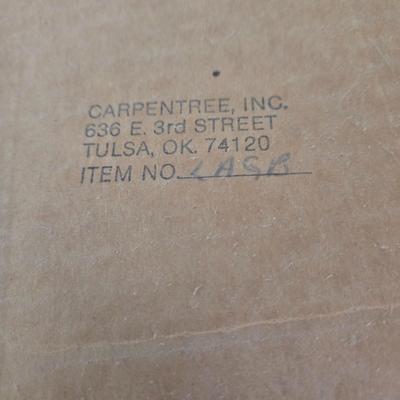 CARPENTREE, INC.
636 E. 3rd STREET
TULSA, OK. 74120
ITEM NO.